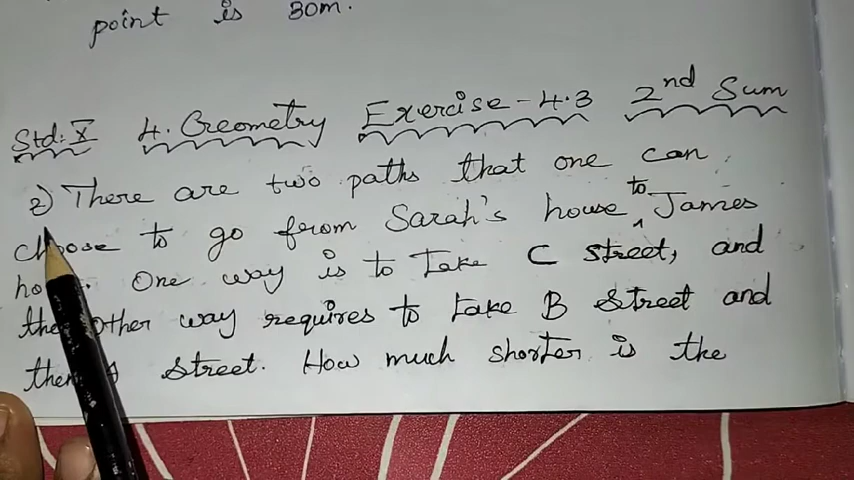 point is 30m.
Std: X 4. Geometry Exercise - 4.3 2nd Sum
2) There are two paths that one can
choose to go from Sarah's house to James
One way is to take C street, and
the other way requires to take B street and
then A street. How much shorter is the